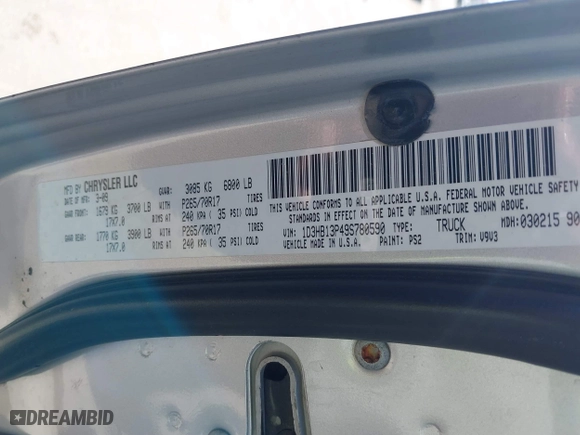 MFD BY CHRYSLER LLC
DATE OF MFR 3-09 GVWR: 3085 KG 6800 LB
GAWR FRONT: 1679 KG 3700 LB WITH P265/70R17 TIRES
17X7.0 RIMS AT 240 KPA ( 35 PSI) COLD
GAWR REAR: 1770 KG 3900 LB WITH P265/70R17 TIRES
17X7.0 RIMS AT 240 KPA ( 35 PSI) COLD
THIS VEHICLE CONFORMS TO ALL APPLICABLE U.S.A. FEDERAL MOTOR VEHICLE SAFETY
STANDARDS IN EFFECT ON THE DATE OF MANUFACTURE SHOWN ABOVE.
VIN: 1D3HB13P49S780590 TYPE: TRUCK MDH: 030215 90
MADE IN U.S.A. PAINT: PS2 TRIM: V9V3
DREAMBID